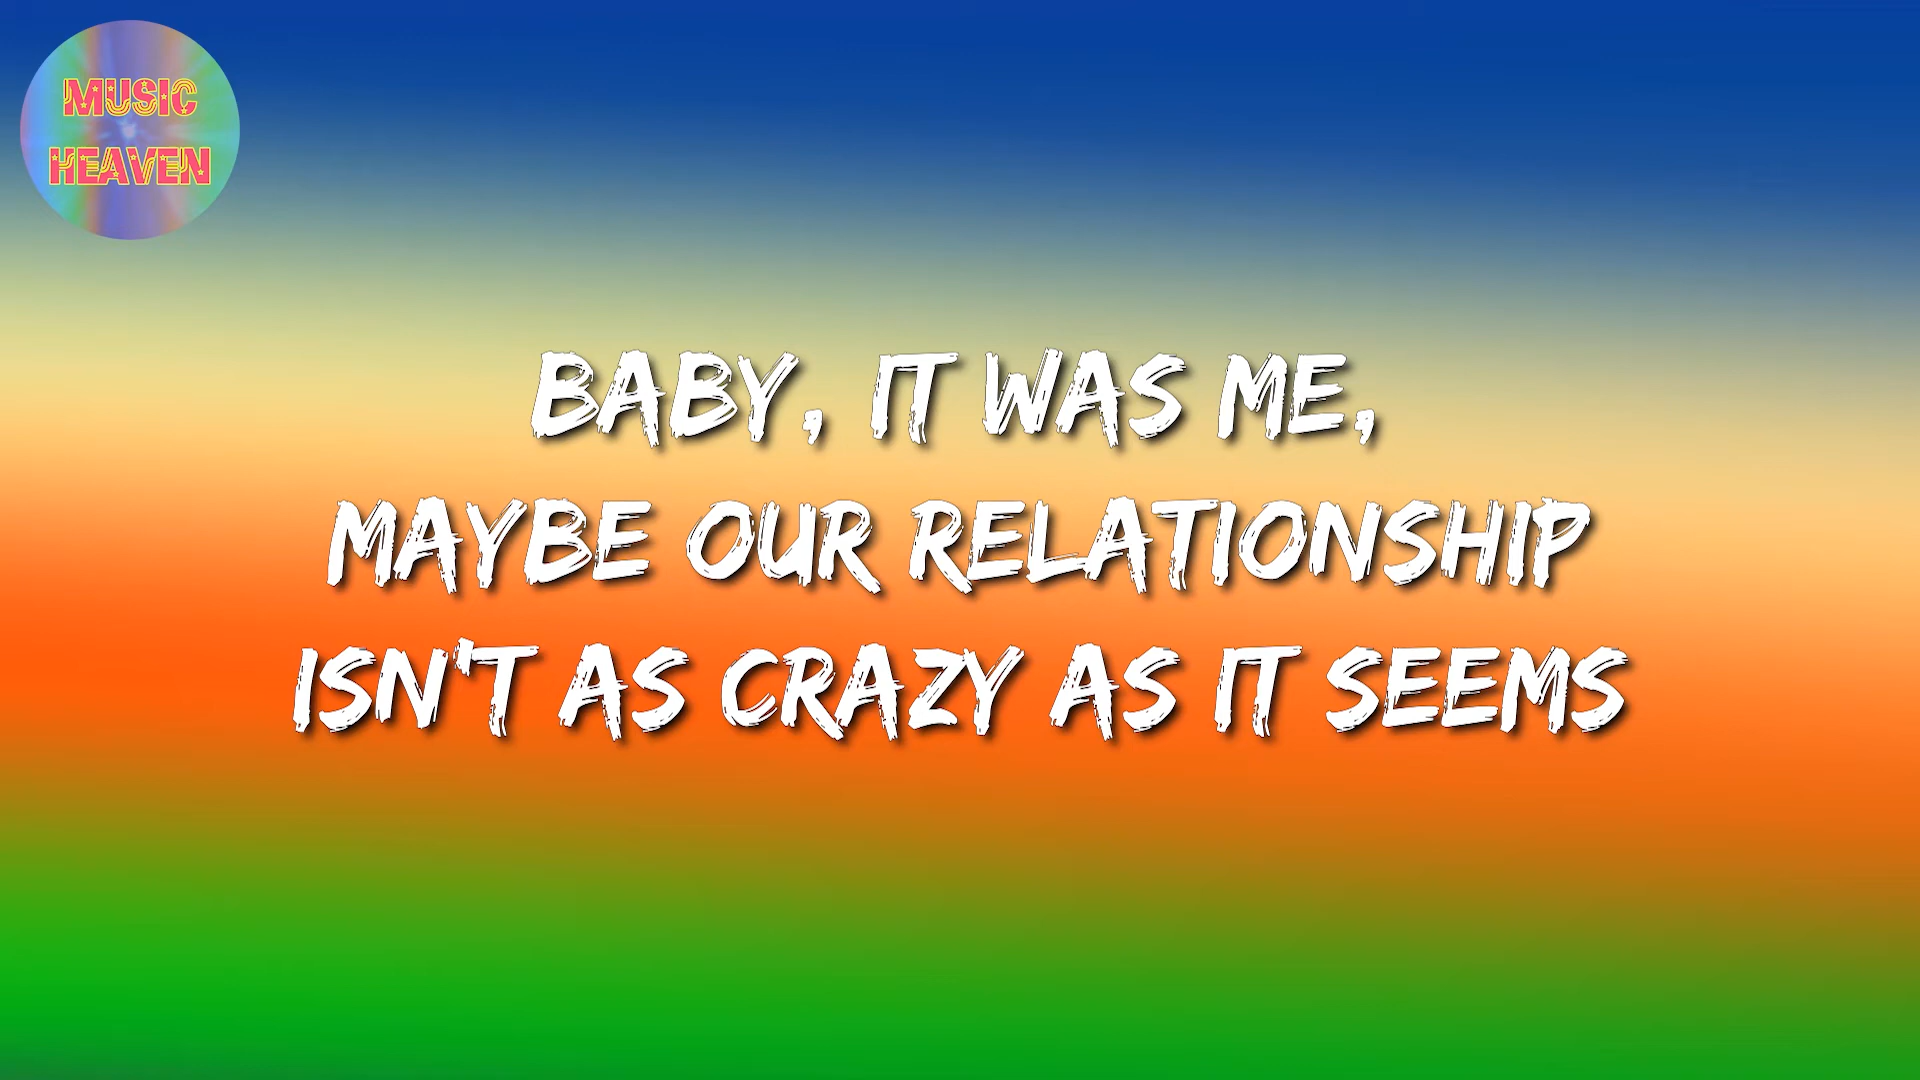 MUSIC
HEAVEN
BABY, IT WAS ME,
MAYBE OUR RELATIONSHIP
ISN'T AS CRAZY AS IT SEEMS